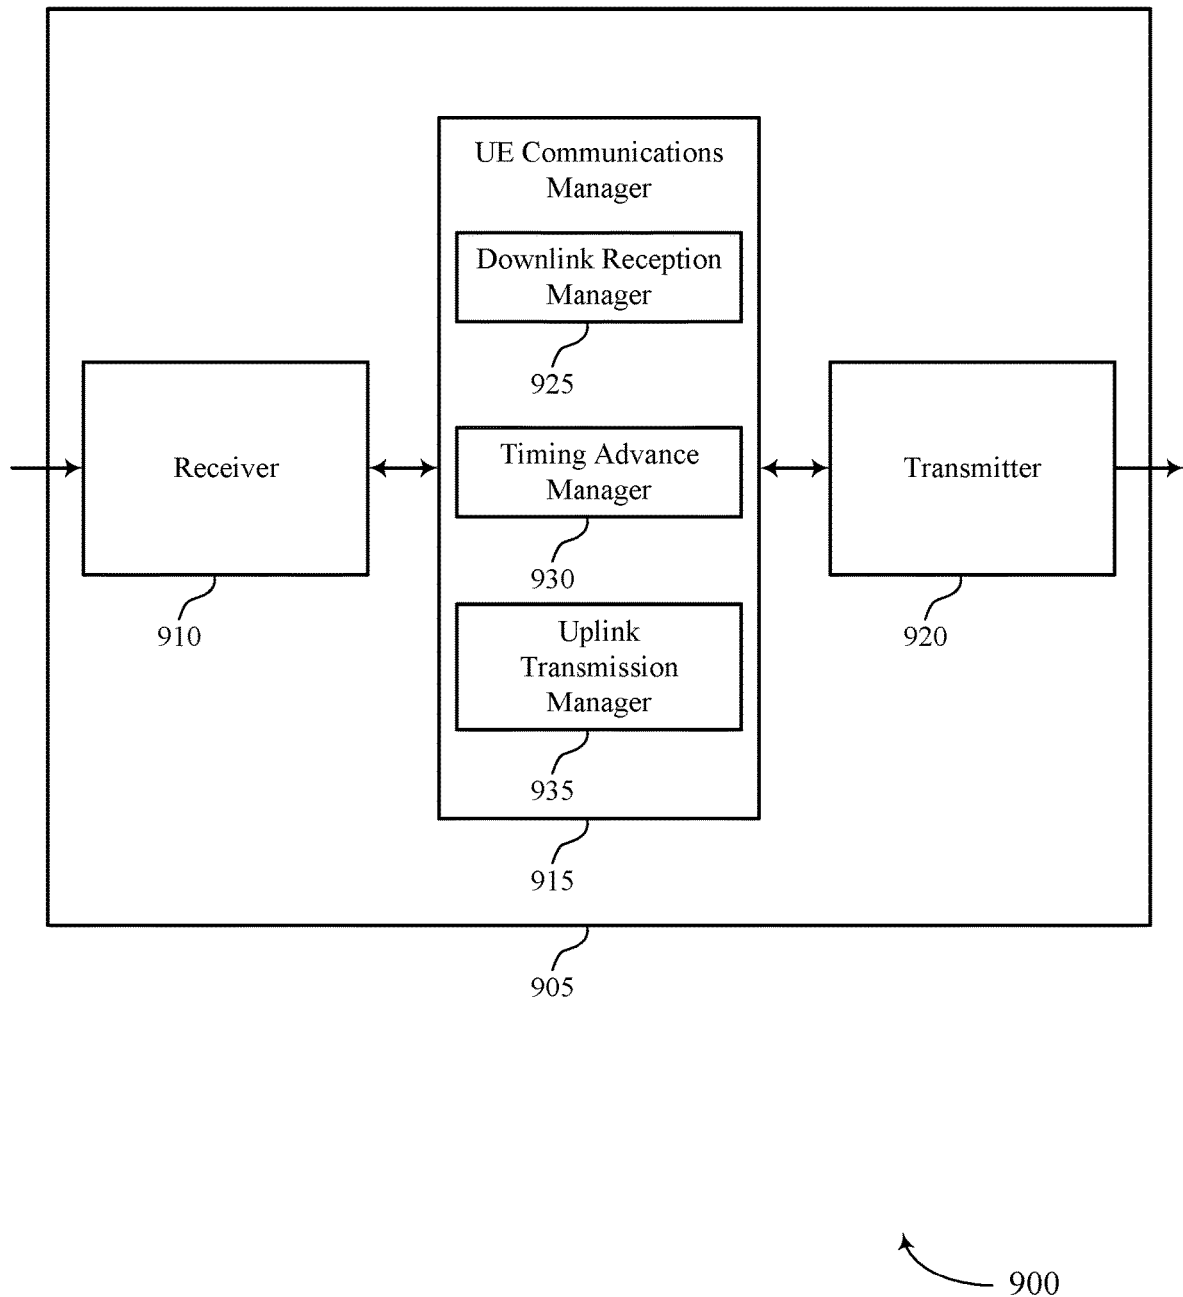 UE Communications
Manager
Downlink Reception
Manager
925
Receiver
910
Timing Advance
Manager
930
Transmitter
920
Uplink
Transmission
Manager
935
915
905
900